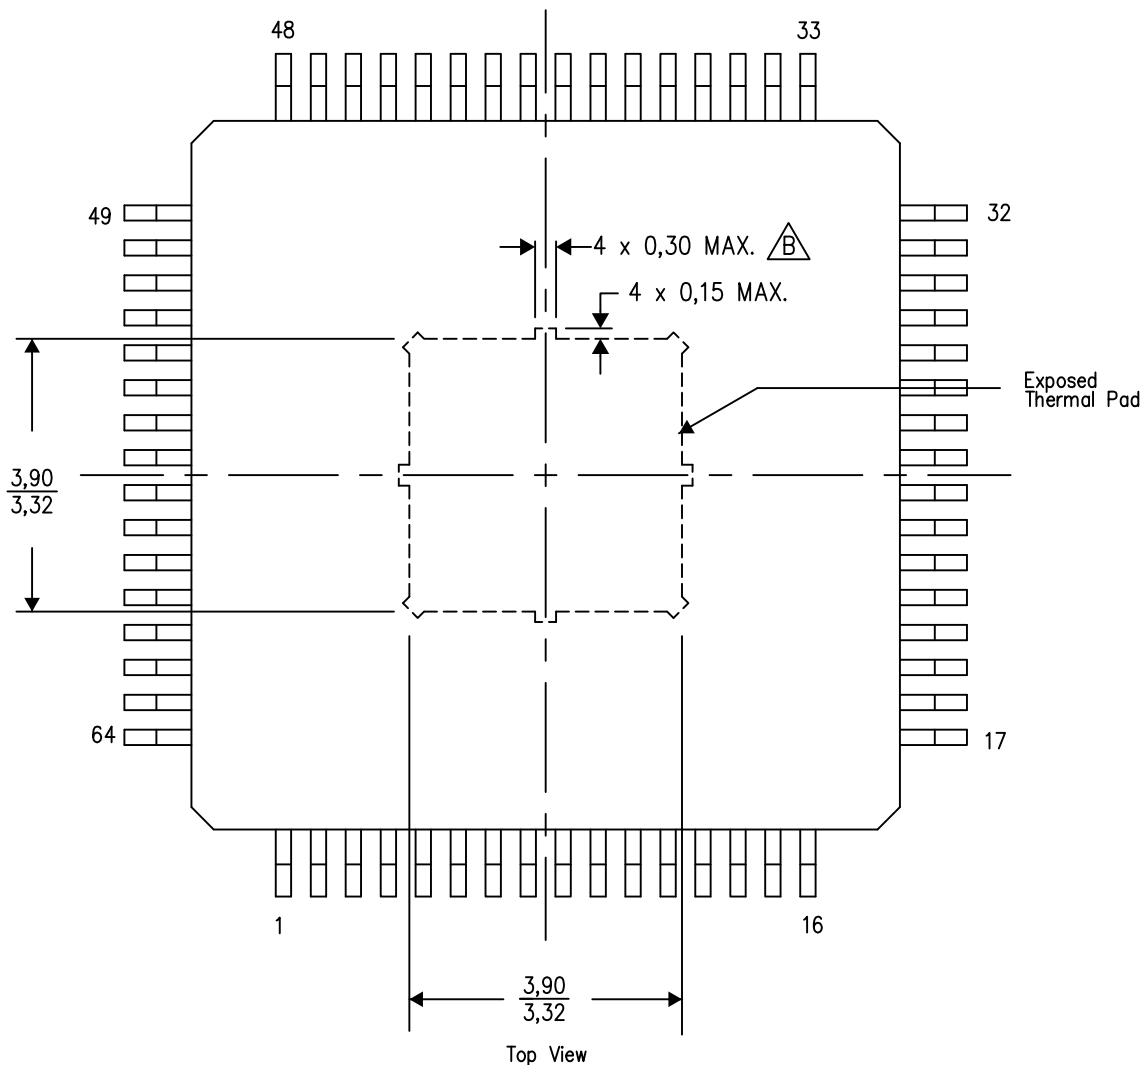 48
33
49
32
4 x 0,30 MAX. B
4 x 0,15 MAX.
Exposed
Thermal Pad
3,90
3,32
64
17
1
16
3,90
3,32
Top View